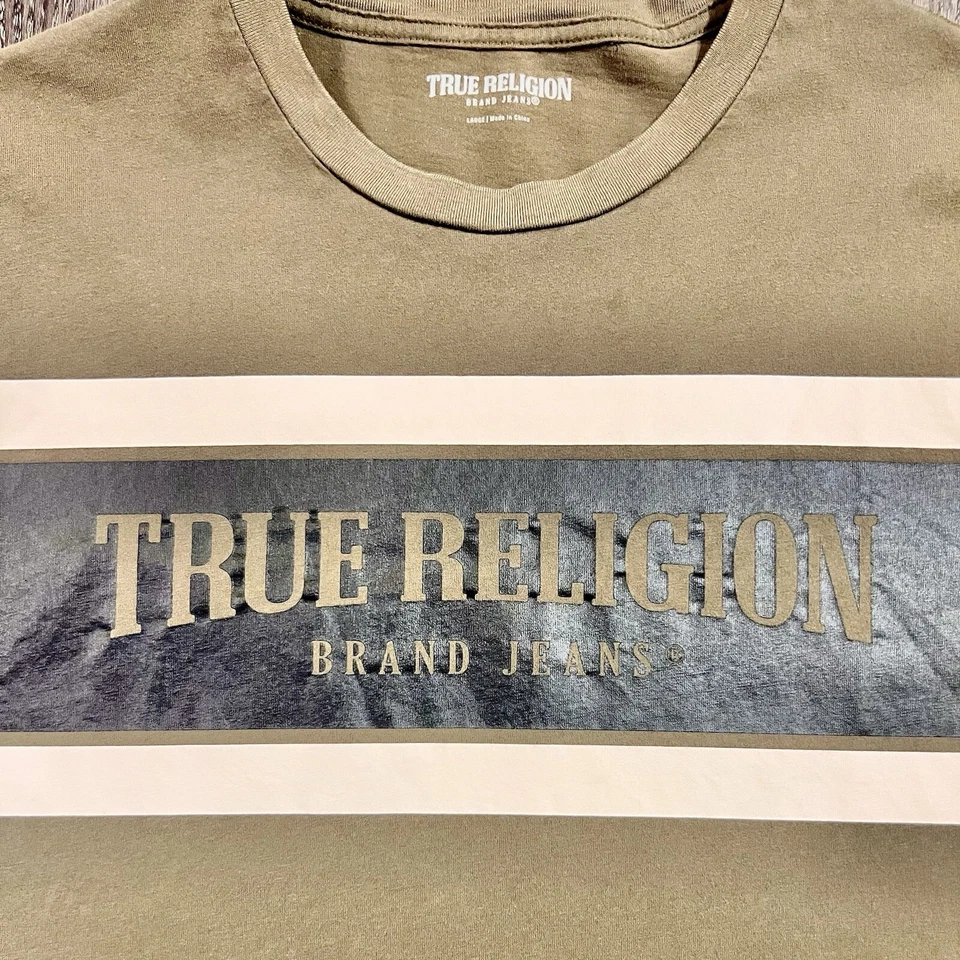 TRUE RELIGION
BRAND JEANS®
LARGE | Made in China
TRUE RELIGION
BRAND JEANS©